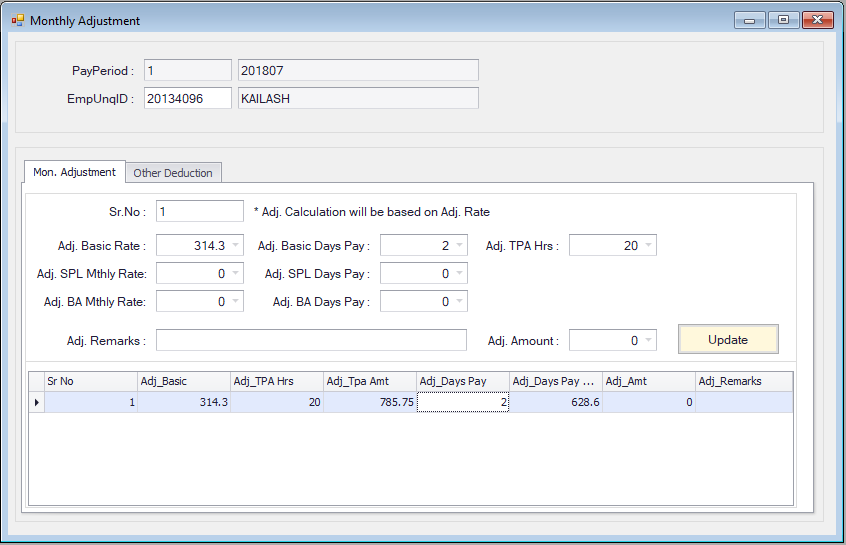 Monthly Adjustment
PayPeriod : 1 201807
EmpUnqID : 20134096 KAILASH
Mon. Adjustment Other Deduction
Sr.No : 1 * Adj. Calculation will be based on Adj. Rate
Adj. Basic Rate : 314.3 Adj. Basic Days Pay : 2 Adj. TPA Hrs : 20
Adj. SPL Mthly Rate: 0 Adj. SPL Days Pay : 0
Adj. BA Mthly Rate: 0 Adj. BA Days Pay : 0
Adj. Remarks : Adj. Amount : 0 Update
Sr No Adj_Basic Adj_TPA Hrs Adj_Tpa Amt Adj_Days Pay Adj_Days Pay ... Adj_Amt Adj_Remarks
1 314.3 20 785.75 2 628.6 0